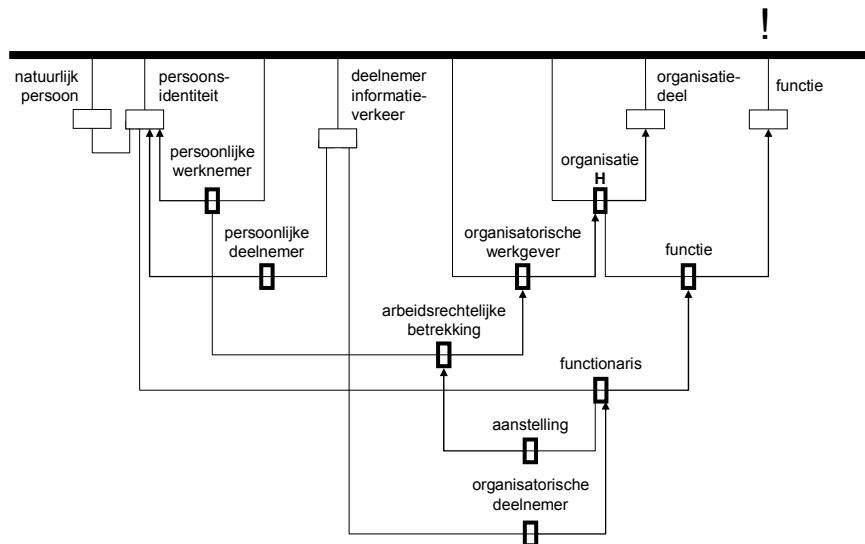 !
natuurlijk
persoon
persoons-
identiteit
deelnemer
informatie-
verkeer
organisatie-
deel
functie
persoonlijke
werknemer
organisatie
H
persoonlijke
deelnemer
organisatorische
werkgever
functie
arbeidsrechtelijke
betrekking
functionaris
aanstelling
organisatorische
deelnemer